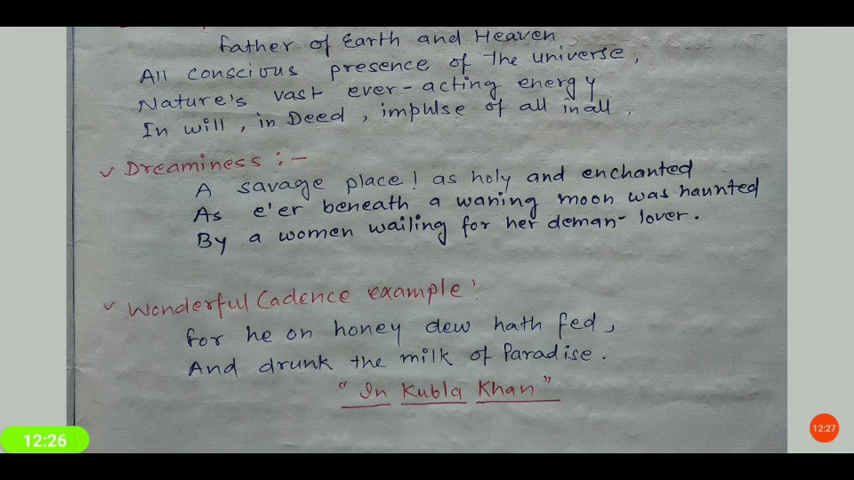 Father of Earth and Heaven
All conscious presence of the universe,
Nature's vast ever-acting energy
In will, in Deed, impulse of all in all.
✓ Dreaminess :-
A savage place! as holy and enchanted
As e'er beneath a waning moon was haunted
By a women wailing for her deman-lover.
✓ Wonderful Cadence example!
For he on honey dew hath fed,
And drunk the milk of Paradise.
"In Kubla Khan"
12:26
12:27